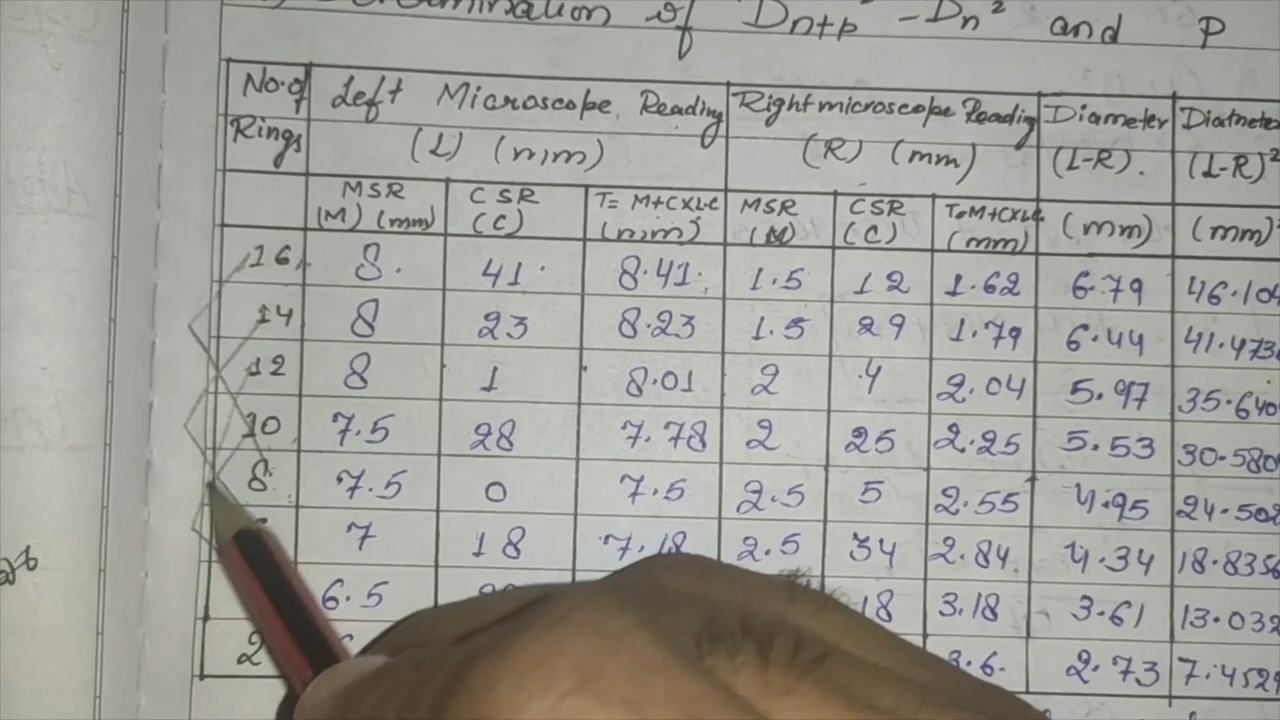 of Dn+p² - Dn² and P
No. of Left Microscope Reading Right microscope Reading Diameter Diameter
Rings (L) (mm) (R) (mm) (L-R). (L-R)²
MSR CSR T= M+CXLC MSR CSR T=M+CXLC
(M) (mm) (C) (mm) (M) (C) (mm) (mm) (mm)²
16 8. 41 8.41 1.5 12 1.62 6.79 46.104
14 8 23 8.23 1.5 29 1.79 6.44 41.473
12 8 1 8.01 2 4 2.04 5.97 35.640
10 7.5 28 7.78 2 25 2.25 5.53 30.580
8 7.5 0 7.5 2.5 5 2.55 4.95 24.502
7 18 7.18 2.5 34 2.84 4.34 18.8356
6.5 18 3.18 3.61 13.032
2 3.6 2.73 7.4529